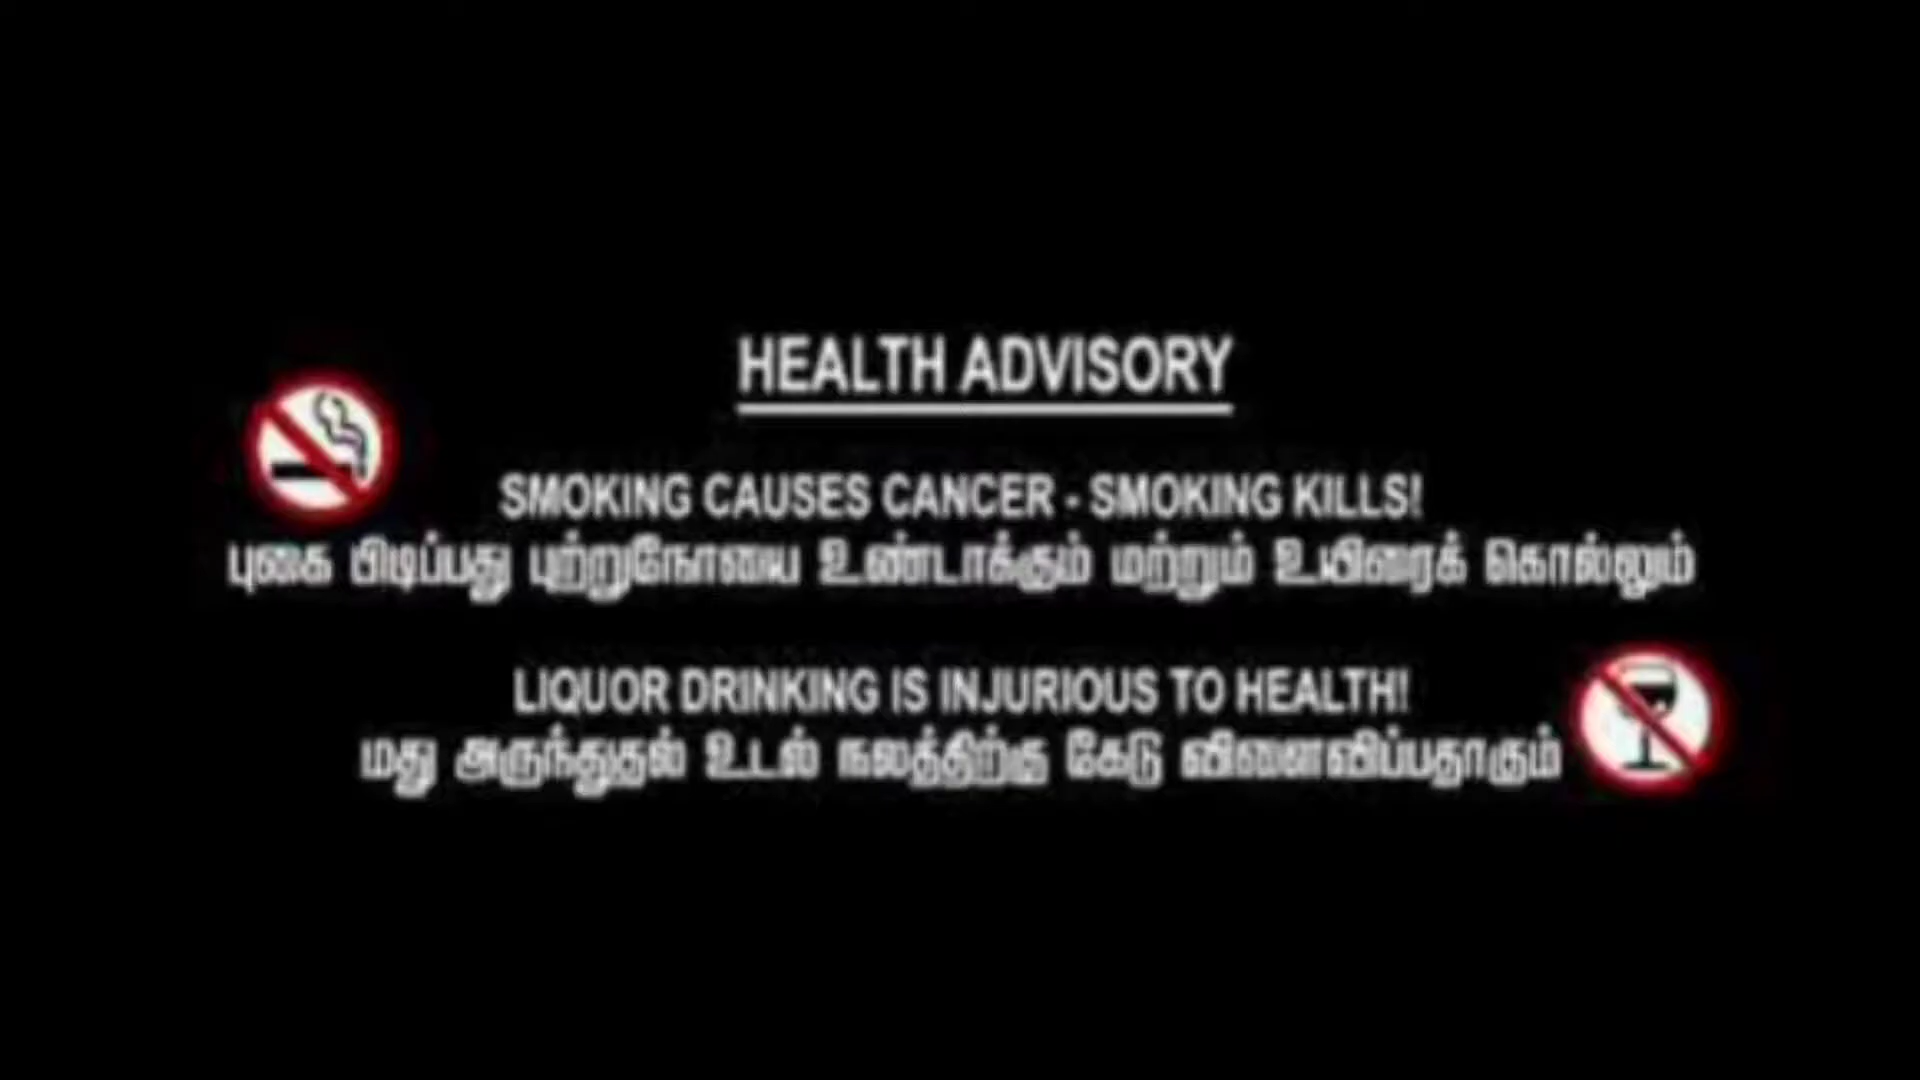 HEALTH ADVISORY
SMOKING CAUSES CANCER - SMOKING KILLS!
புகை பிடிப்பது புற்றுநோயை உண்டாக்கும் மற்றும் உயிரைக் கொல்லும்
LIQUOR DRINKING IS INJURIOUS TO HEALTH!
மது அருந்துதல் உடல் நலத்திற்கு கேடு விளைவிப்பதாகும்